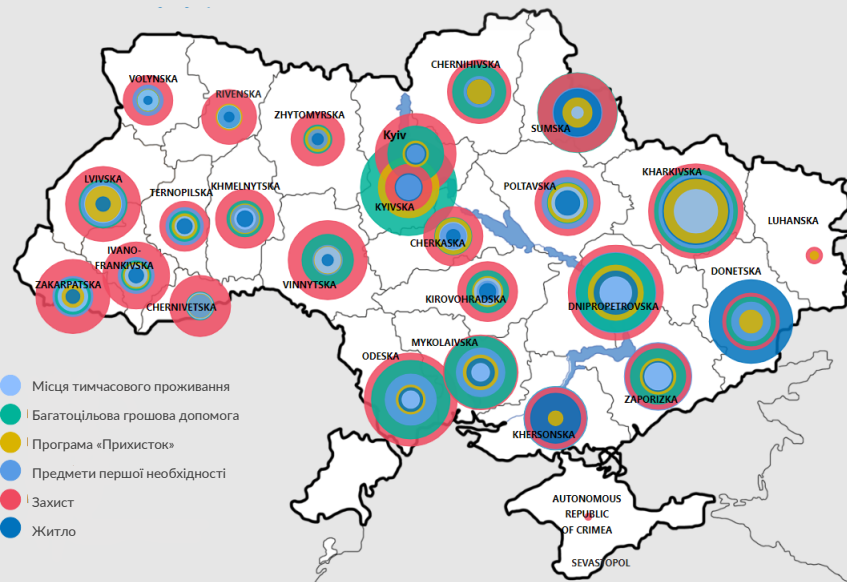 CHERNIHIVSKA
VOLYNSKA
RIVENSKA
ZHYTOMYRSKA
SUMSKA
Kyiv
KHARKIVSKA
LVIVSKA
TERNOPILSKA
KHMELNYTSKA
POLTAVSKA
KYIVSKA
LUHANSKA
CHERKASKA
IVANO-
FRANKIVSKA
DONETSKA
ZAKARPATSKA
VINNYTSKA
CHERNIVETSKA
KIROVOHRADSKA
DNIPROPETROVSKA
MYKOLAIVSKA
ODESKA
ZAPORIZKA
KHERSONSKA
Місця тимчасового проживання
Багатоцільова грошова допомога
Програма «Прихисток»
Предмети першої необхідності
Захист
Житло
AUTONOMOUS
REPUBLIC
OF CRIMEA
SEVASTOPOL